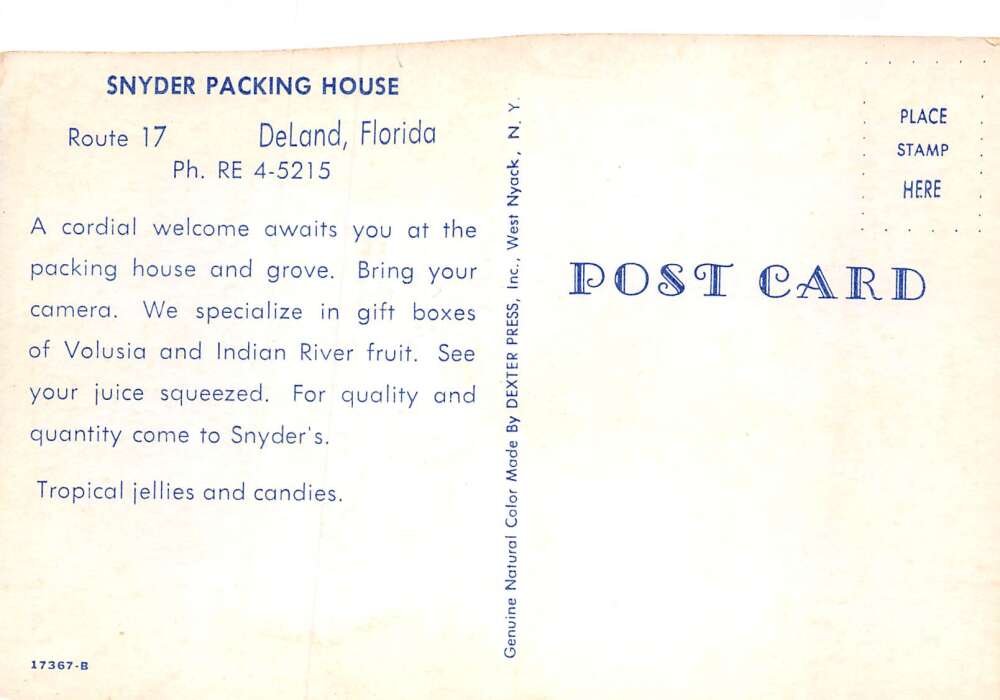 SNYDER PACKING HOUSE
Route 17 DeLand, Florida
Ph. RE 4-5215
A cordial welcome awaits you at the
packing house and grove. Bring your
camera. We specialize in gift boxes
of Volusia and Indian River fruit. See
your juice squeezed. For quality and
quantity come to Snyder's.
Tropical jellies and candies.
17367-B
Genuine Natural Color Made By DEXTER PRESS, Inc., West Nyack, N. Y.
PLACE
STAMP
HERE
POST CARD